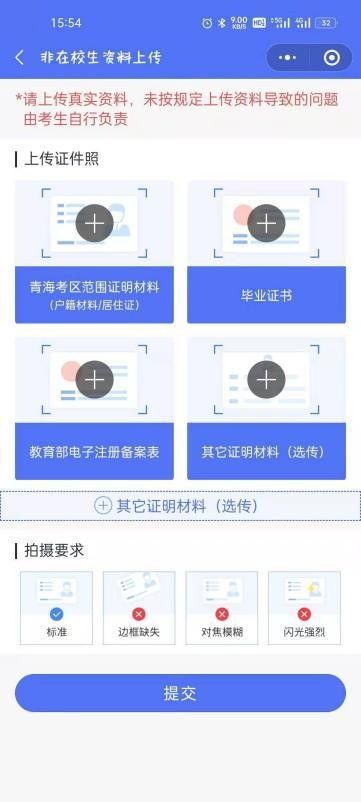 15:54
9.00 KB/S HD 5G 4G 32
非在校生资料上传
*请上传真实资料，未按规定上传资料导致的问题
由考生自行负责
上传证件照
青海考区范围证明材料
(户籍材料/居住证)
毕业证书
教育部电子注册备案表
其它证明材料（选传）
其它证明材料（选传）
拍摄要求
标准
边框缺失
对焦模糊
闪光强烈
提交